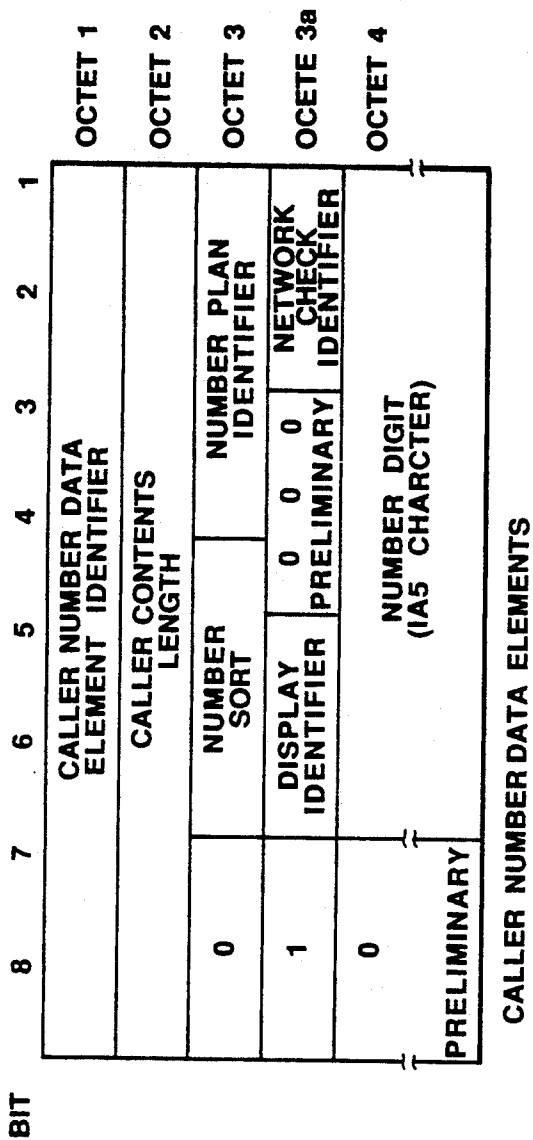 BIT 8 7 6 5 4 3 2 1
CALLER NUMBER DATA
ELEMENT IDENTIFIER
OCTET 1
CALLER CONTENTS
LENGTH
OCTET 2
0
NUMBER
SORT
NUMBER PLAN
IDENTIFIER
OCTET 3
1
DISPLAY
IDENTIFIER
0 0 0
PRELIMINARY
NETWORK
CHECK
IDENTIFIER
OCETE 3a
0
NUMBER DIGIT
(IA5 CHARCTER)
OCTET 4
PRELIMINARY
CALLER NUMBER DATA ELEMENTS